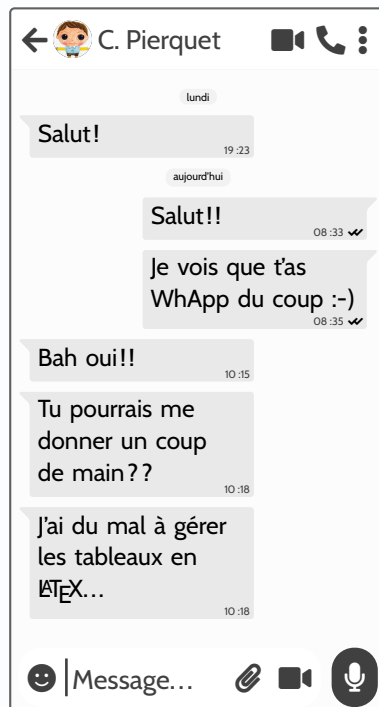 C. Pierquet
lundi
Salut!
19 :23
aujourd'hui
Salut!!
08 :33
Je vois que t'as
WhApp du coup :-)
08 :35
Bah oui!!
10 :15
Tu pourrais me
donner un coup
de main??
10 :18
J'ai du mal à gérer
les tableaux en
LATEX...
10 :18
Message...